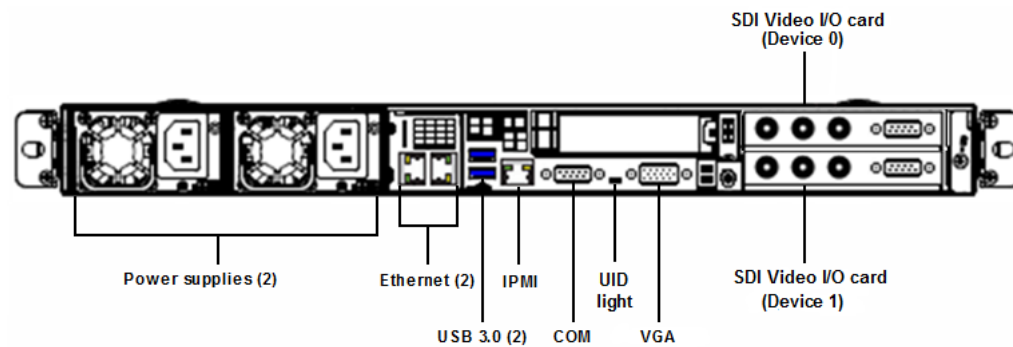 SDI Video I/O card
(Device 0)
Power supplies (2)
Ethernet (2)
IPMI
UID
light
SDI Video I/O card
(Device 1)
USB 3.0 (2)
COM
VGA